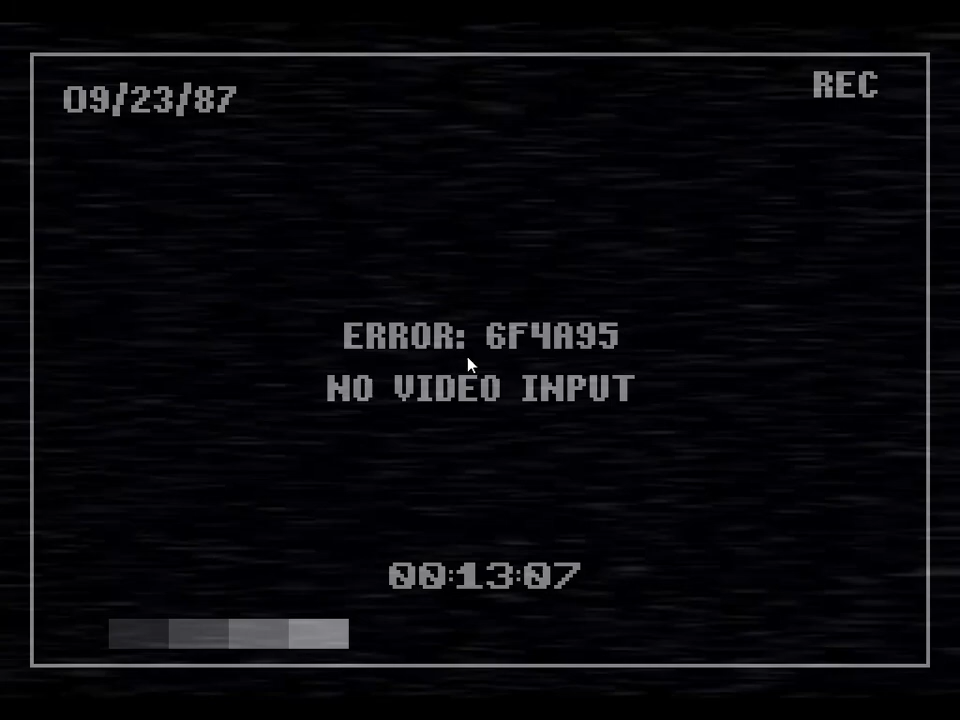 09/23/87
REC
ERROR: 6F4A95
NO VIDEO INPUT
00:13:07